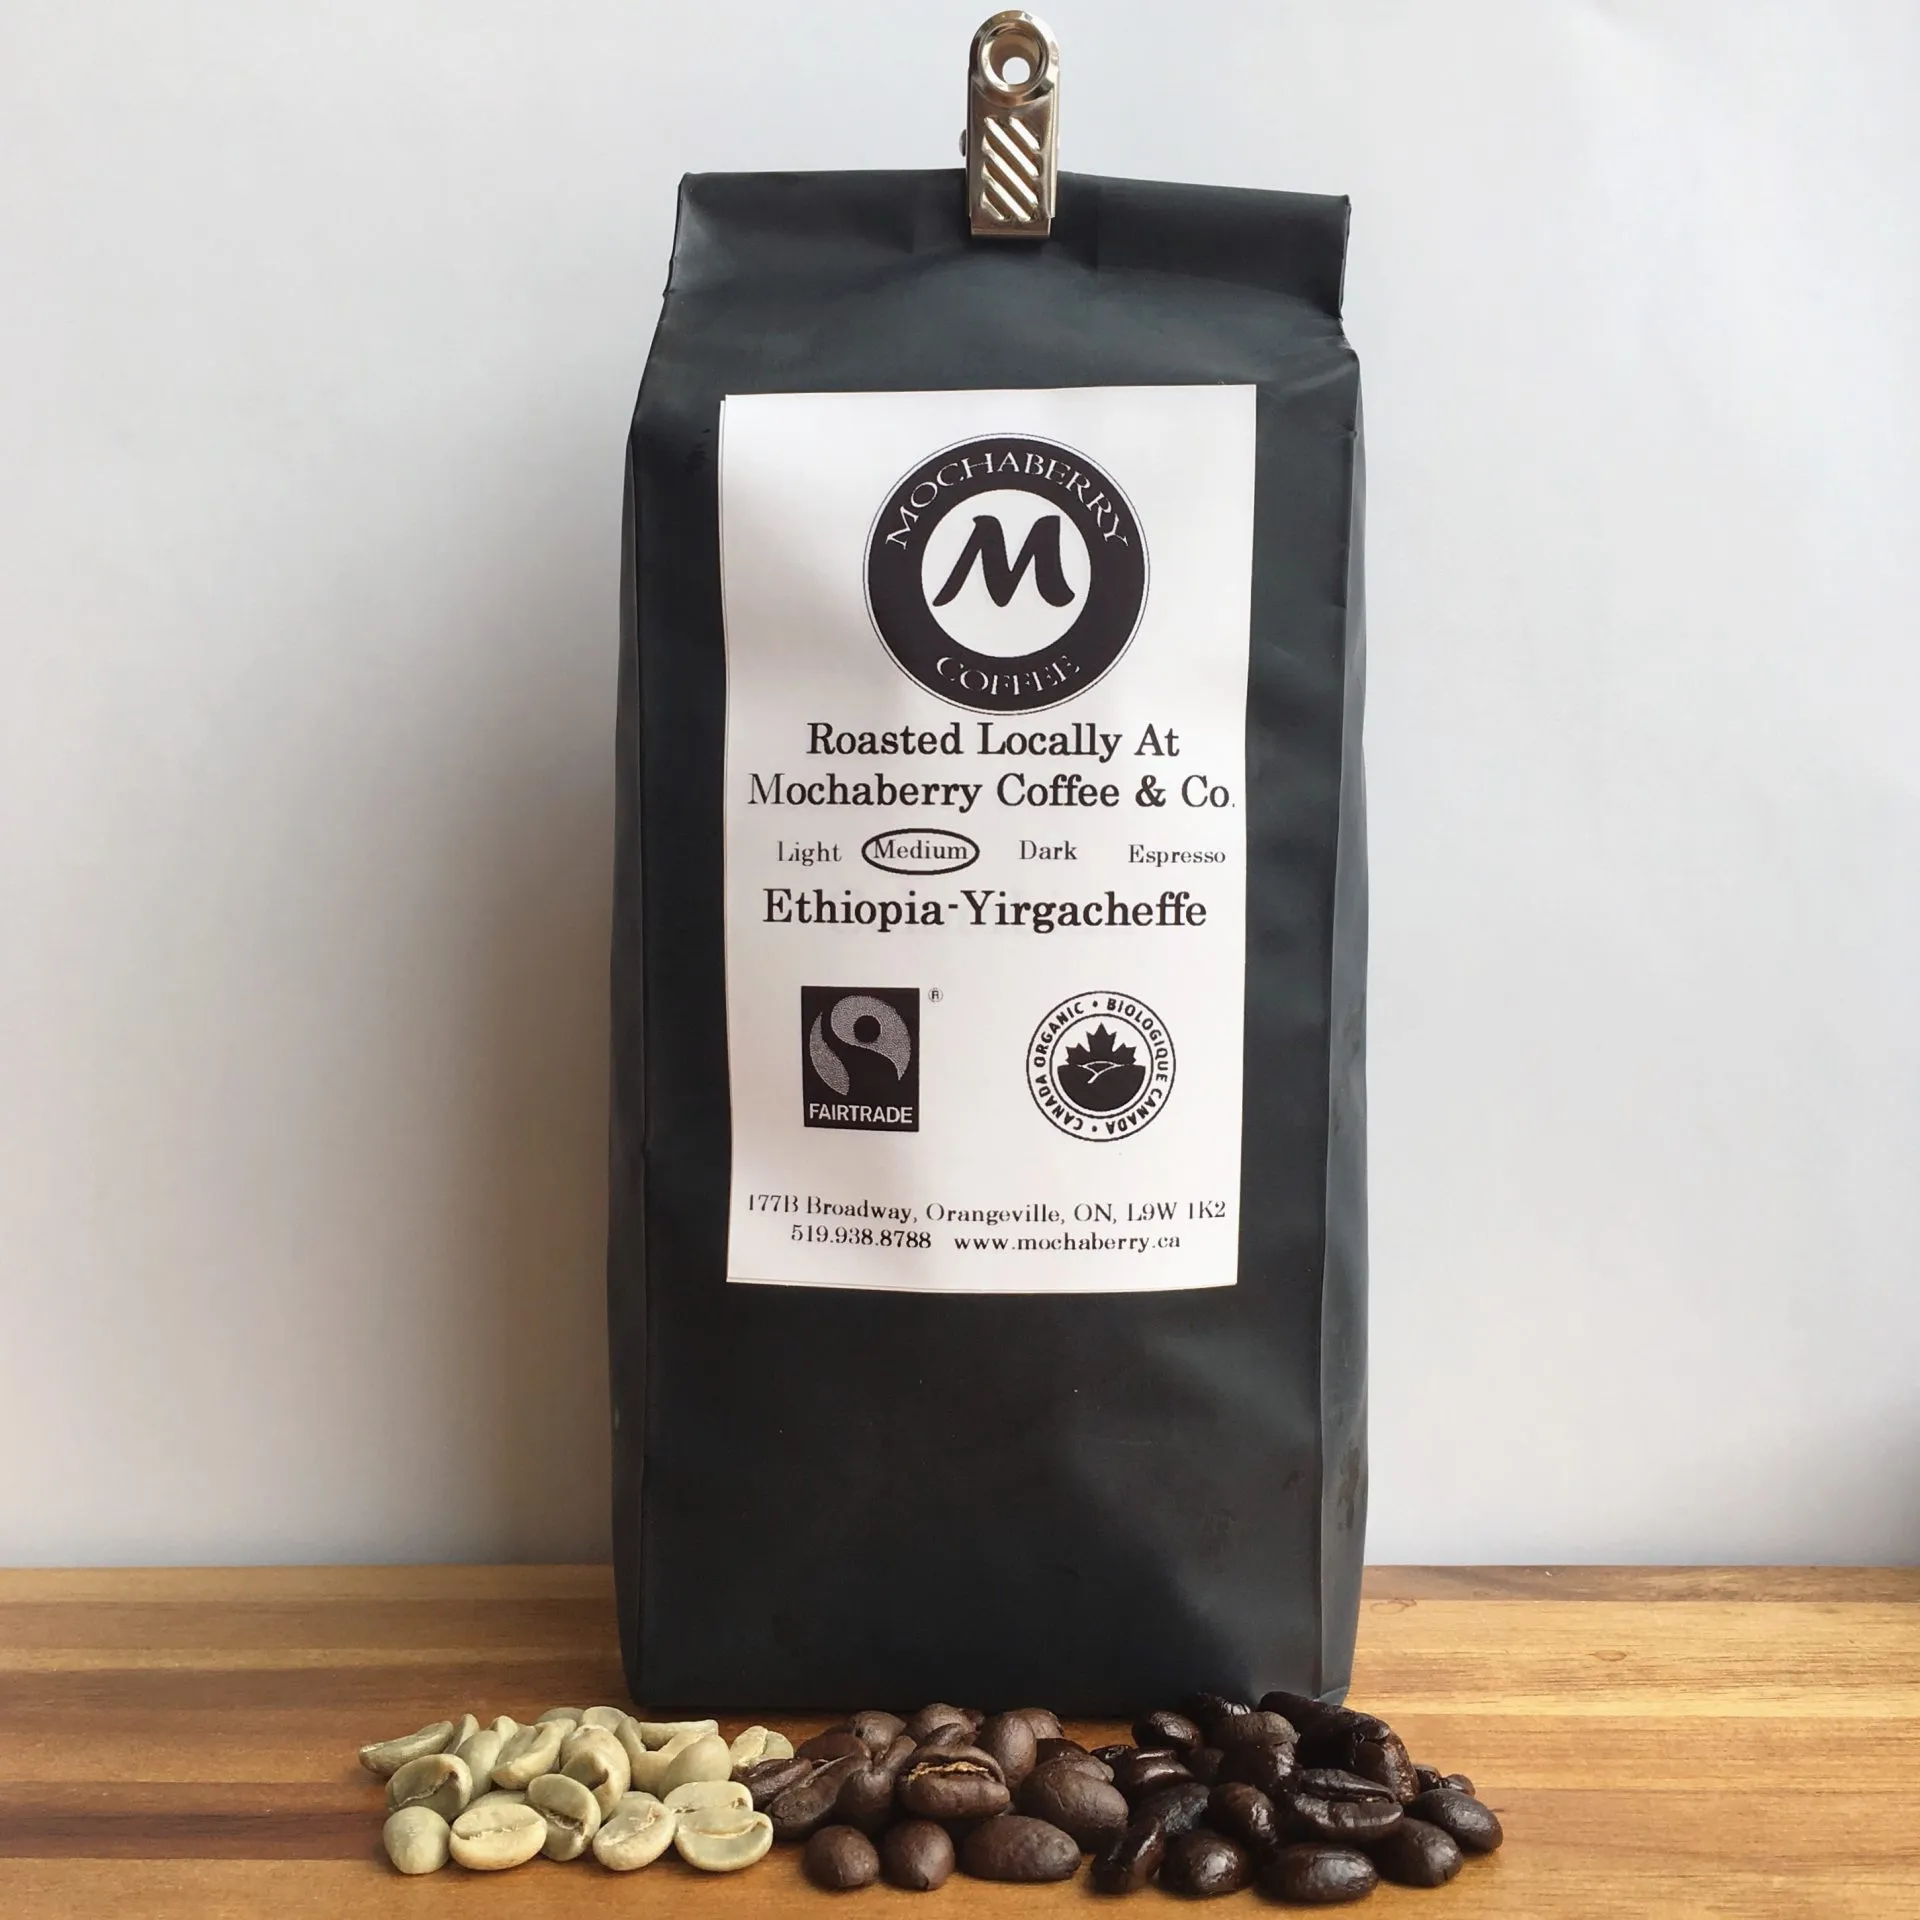 MOCHABERRY
M
COFFEE
Roasted Locally At
Mochaberry Coffee & Co.
Light Medium Dark Espresso
Ethiopia-Yirgacheffe
®
FAIRTRADE
CANADA ORGANIC • BIOLOGIQUE CANADA •
177B Broadway, Orangeville, ON, L9W 1K2
519.938.8788 www.mochaberry.ca